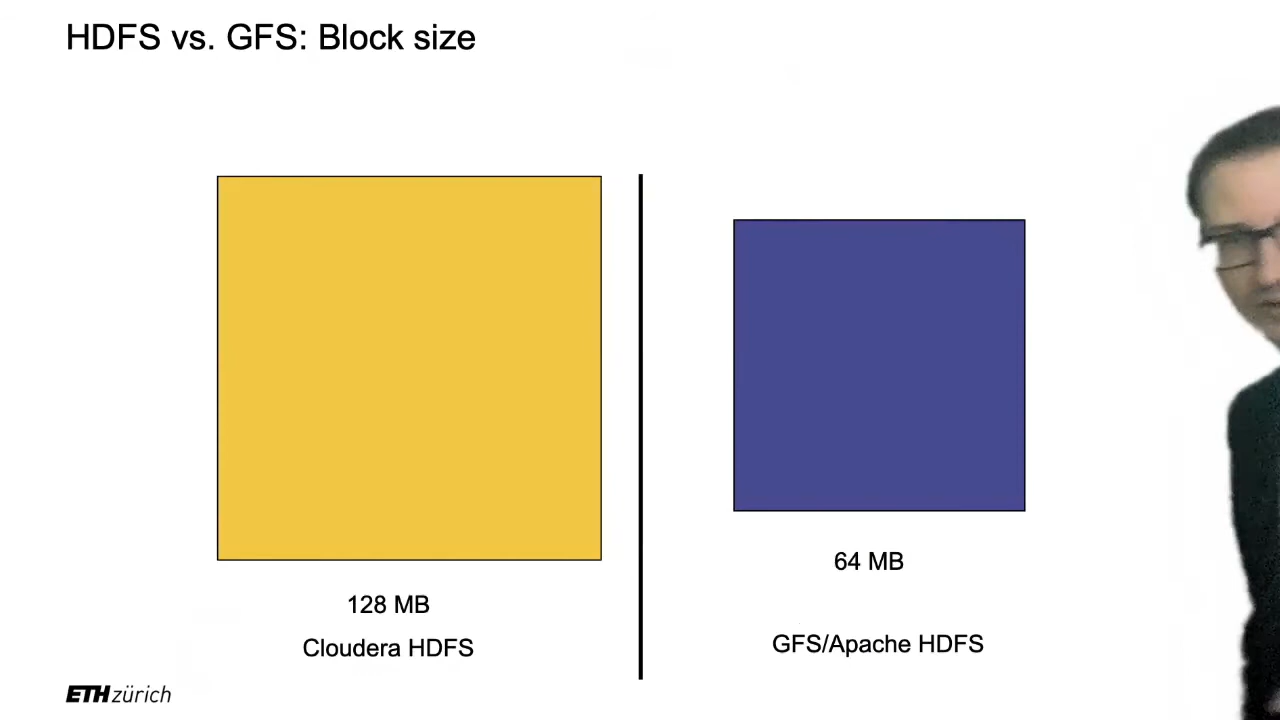 HDFS vs. GFS: Block size
128 MB
Cloudera HDFS
64 MB
GFS/Apache HDFS
ETH zürich